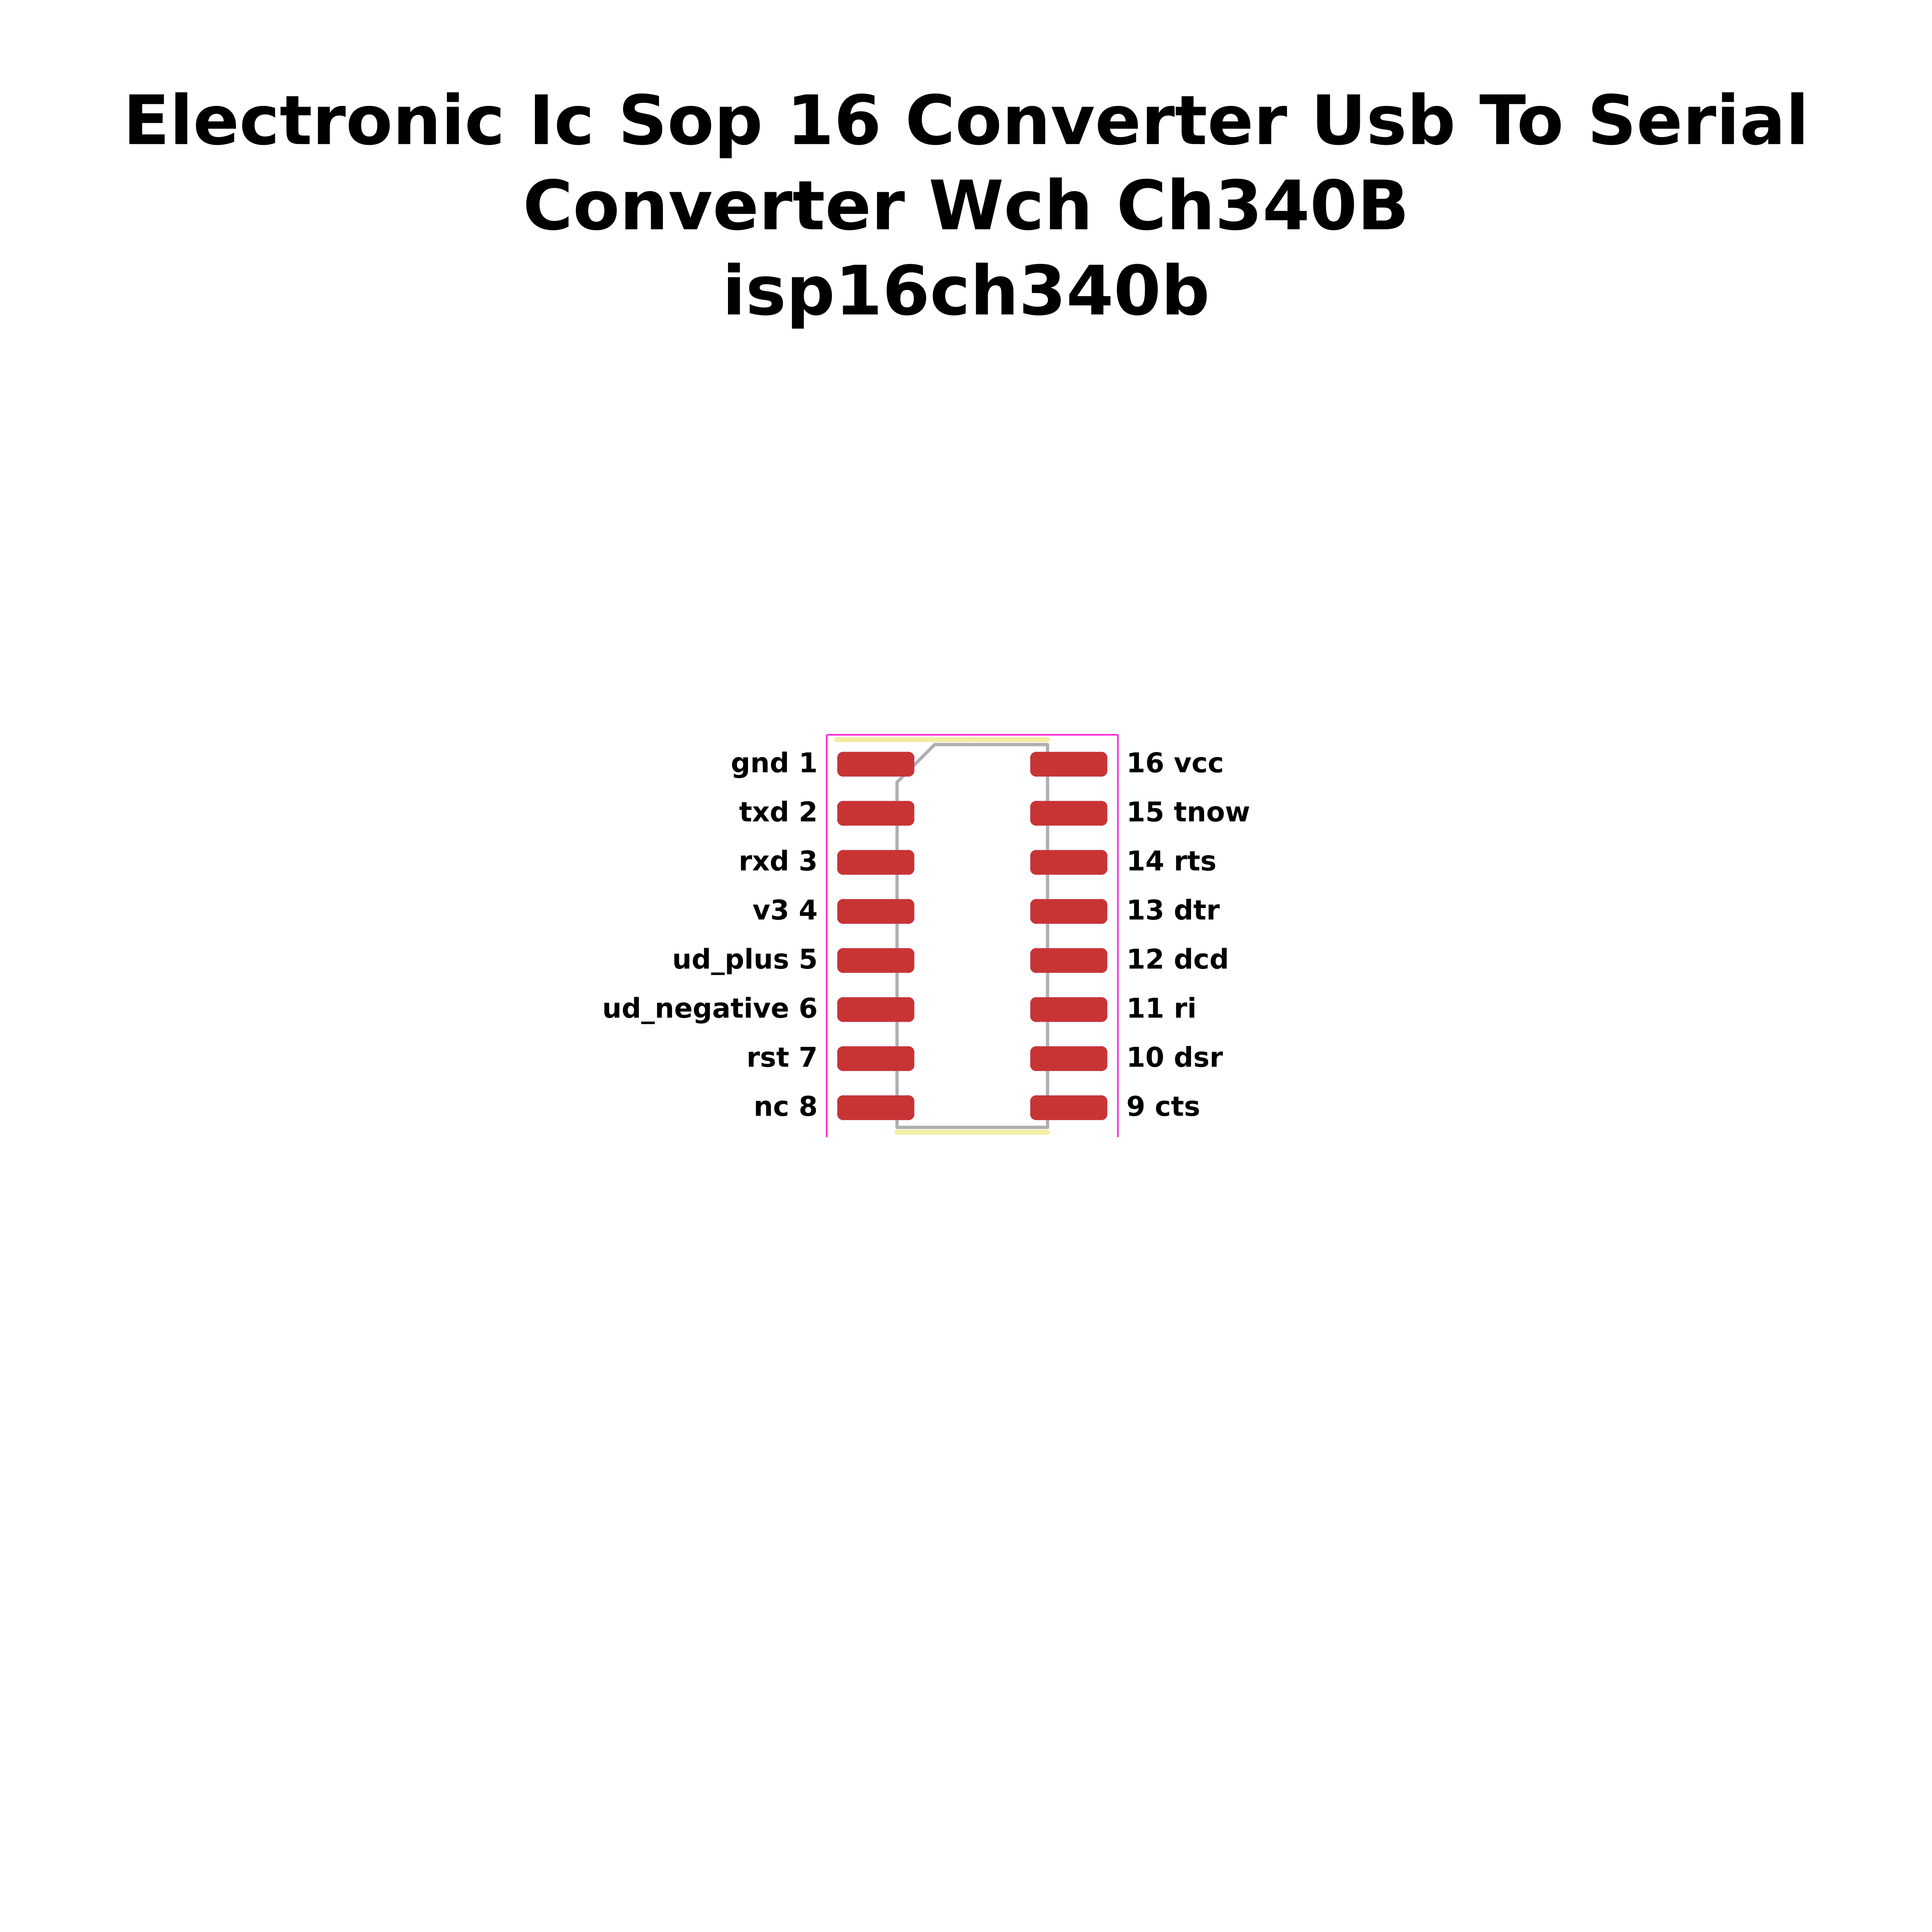 Electronic Ic Sop 16 Converter Usb To Serial
Converter Wch Ch340B
isp16ch340b
gnd 1
txd 2
rxd 3
v3 4
ud_plus 5
ud_negative 6
rst 7
nc 8
16 vcc
15 tnow
14 rts
13 dtr
12 dcd
11 ri
10 dsr
9 cts